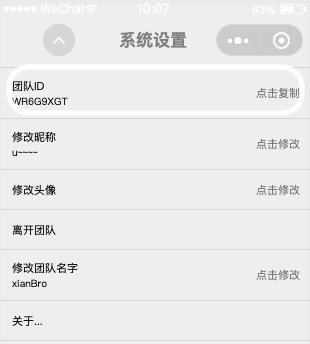 WeChat 10:07 63%
系统设置
团队ID
WR6G9XGT 点击复制
修改昵称
u~~~~ 点击修改
修改头像 点击修改
离开团队
修改团队名字
xianBro 点击修改
关于...